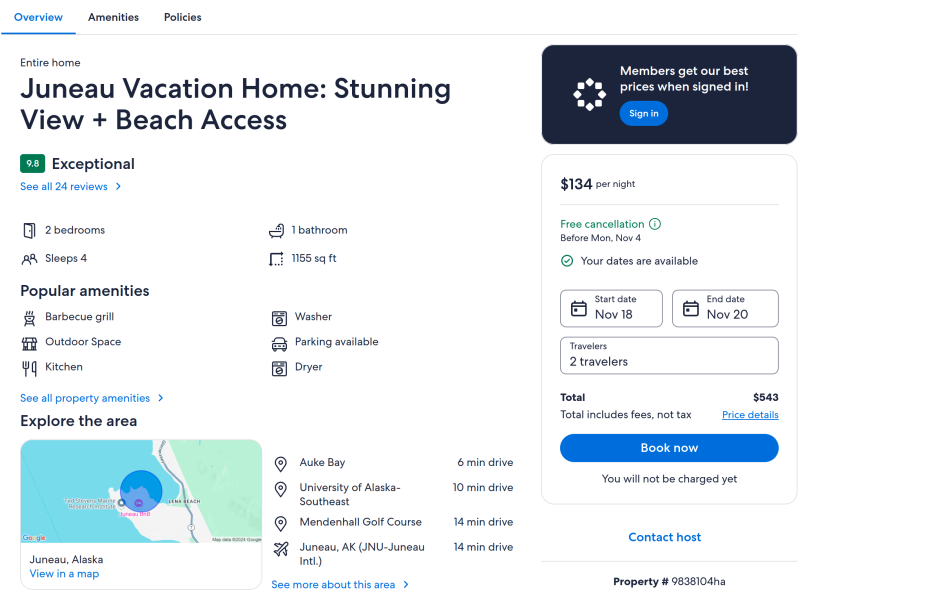 Overview
Amenities
Policies
Entire home
Juneau Vacation Home: Stunning
View + Beach Access
9.8 Exceptional
See all 24 reviews
2 bedrooms
1 bathroom
Sleeps 4
1155 sq ft
Popular amenities
Barbecue grill
Washer
Outdoor Space
Parking available
Kitchen
Dryer
See all property amenities
Explore the area
Ted Stevens Marine
Research Institute
Juneau BnB
LENA BEACH
Google
Map data ©2024 Google
Juneau, Alaska
View in a map
Auke Bay
6 min drive
University of Alaska-
Southeast
10 min drive
Mendenhall Golf Course
14 min drive
Juneau, AK (JNU-Juneau
Intl.)
14 min drive
See more about this area
Members get our best
prices when signed in!
Sign in
$134 per night
Free cancellation
Before Mon, Nov 4
Your dates are available
Start date
Nov 18
End date
Nov 20
Travelers
2 travelers
Total
$543
Total includes fees, not tax
Price details
Book now
You will not be charged yet
Contact host
Property # 9838104ha